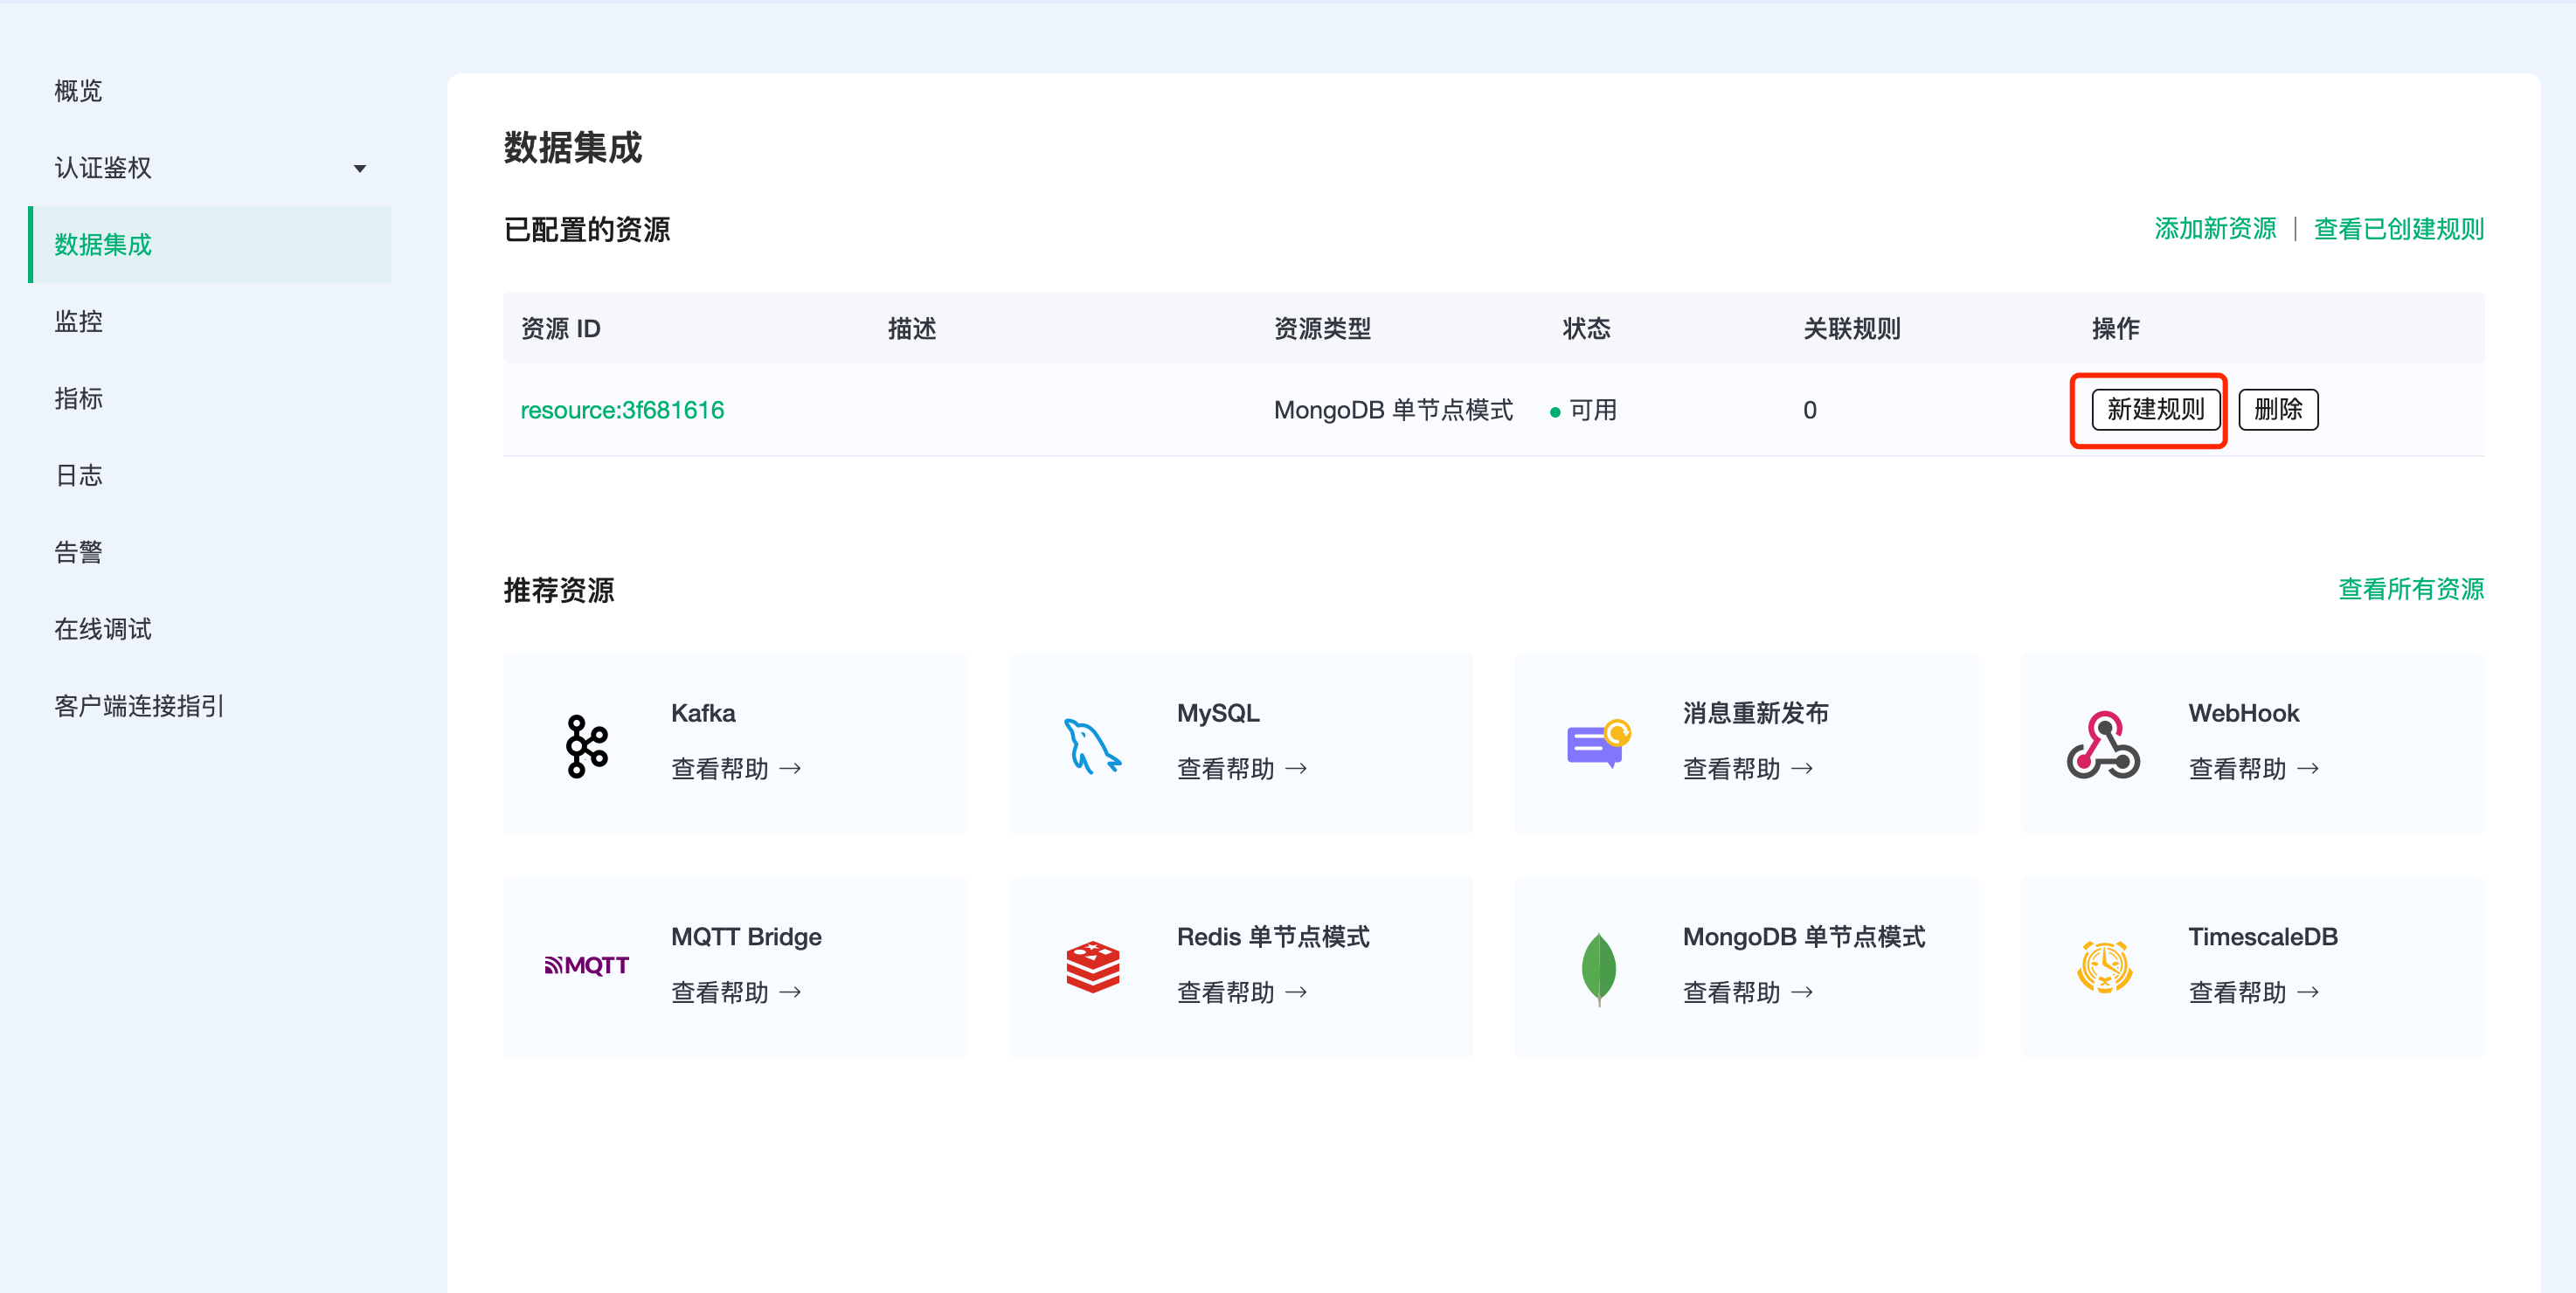 概览
认证鉴权
数据集成
监控
指标
日志
告警
在线调试
客户端连接指引
数据集成
已配置的资源
添加新资源 | 查看已创建规则
资源 ID 描述 资源类型 状态 关联规则 操作
resource:3f681616 MongoDB 单节点模式 可用 0 新建规则 删除
推荐资源 查看所有资源
Kafka
查看帮助 →
MySQL
查看帮助 →
消息重新发布
查看帮助 →
WebHook
查看帮助 →
MQTT
MQTT Bridge
查看帮助 →
Redis 单节点模式
查看帮助 →
MongoDB 单节点模式
查看帮助 →
TimescaleDB
查看帮助 →